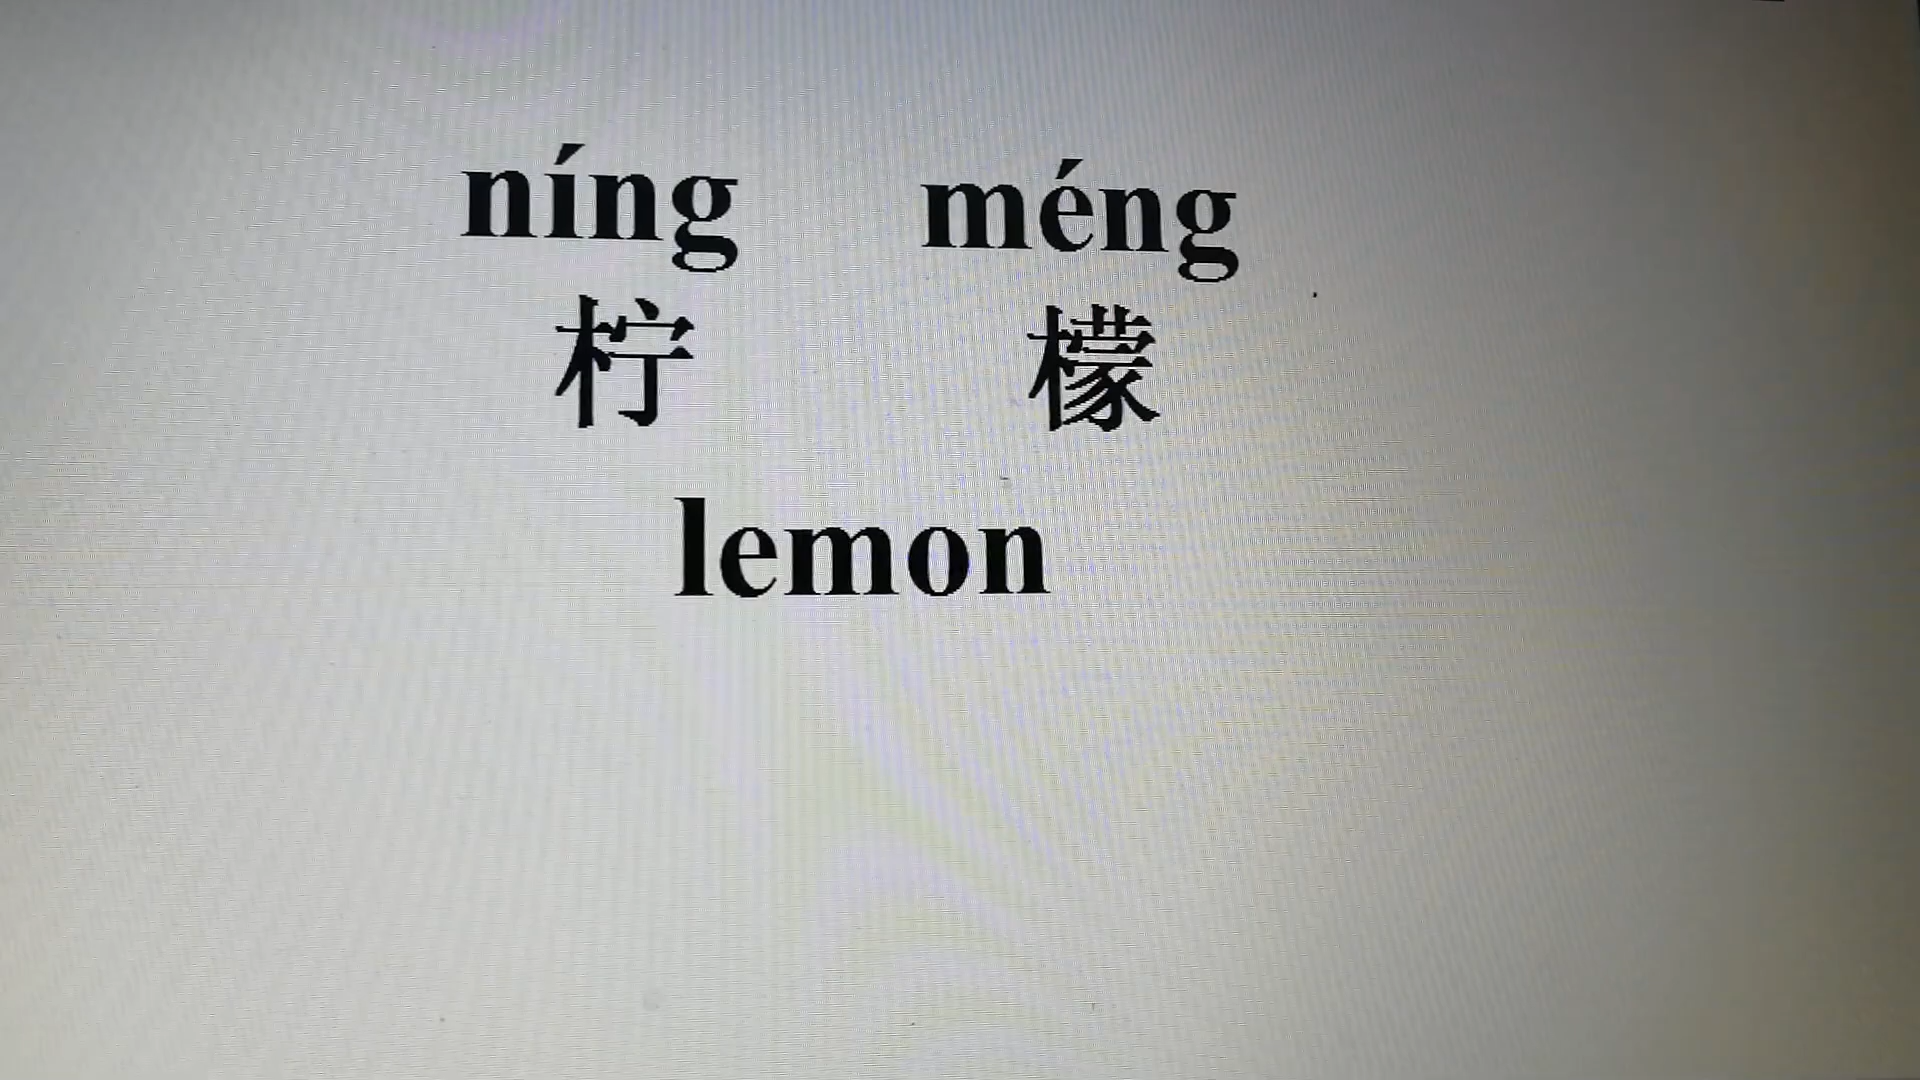 níng méng
柠 檬
lemon